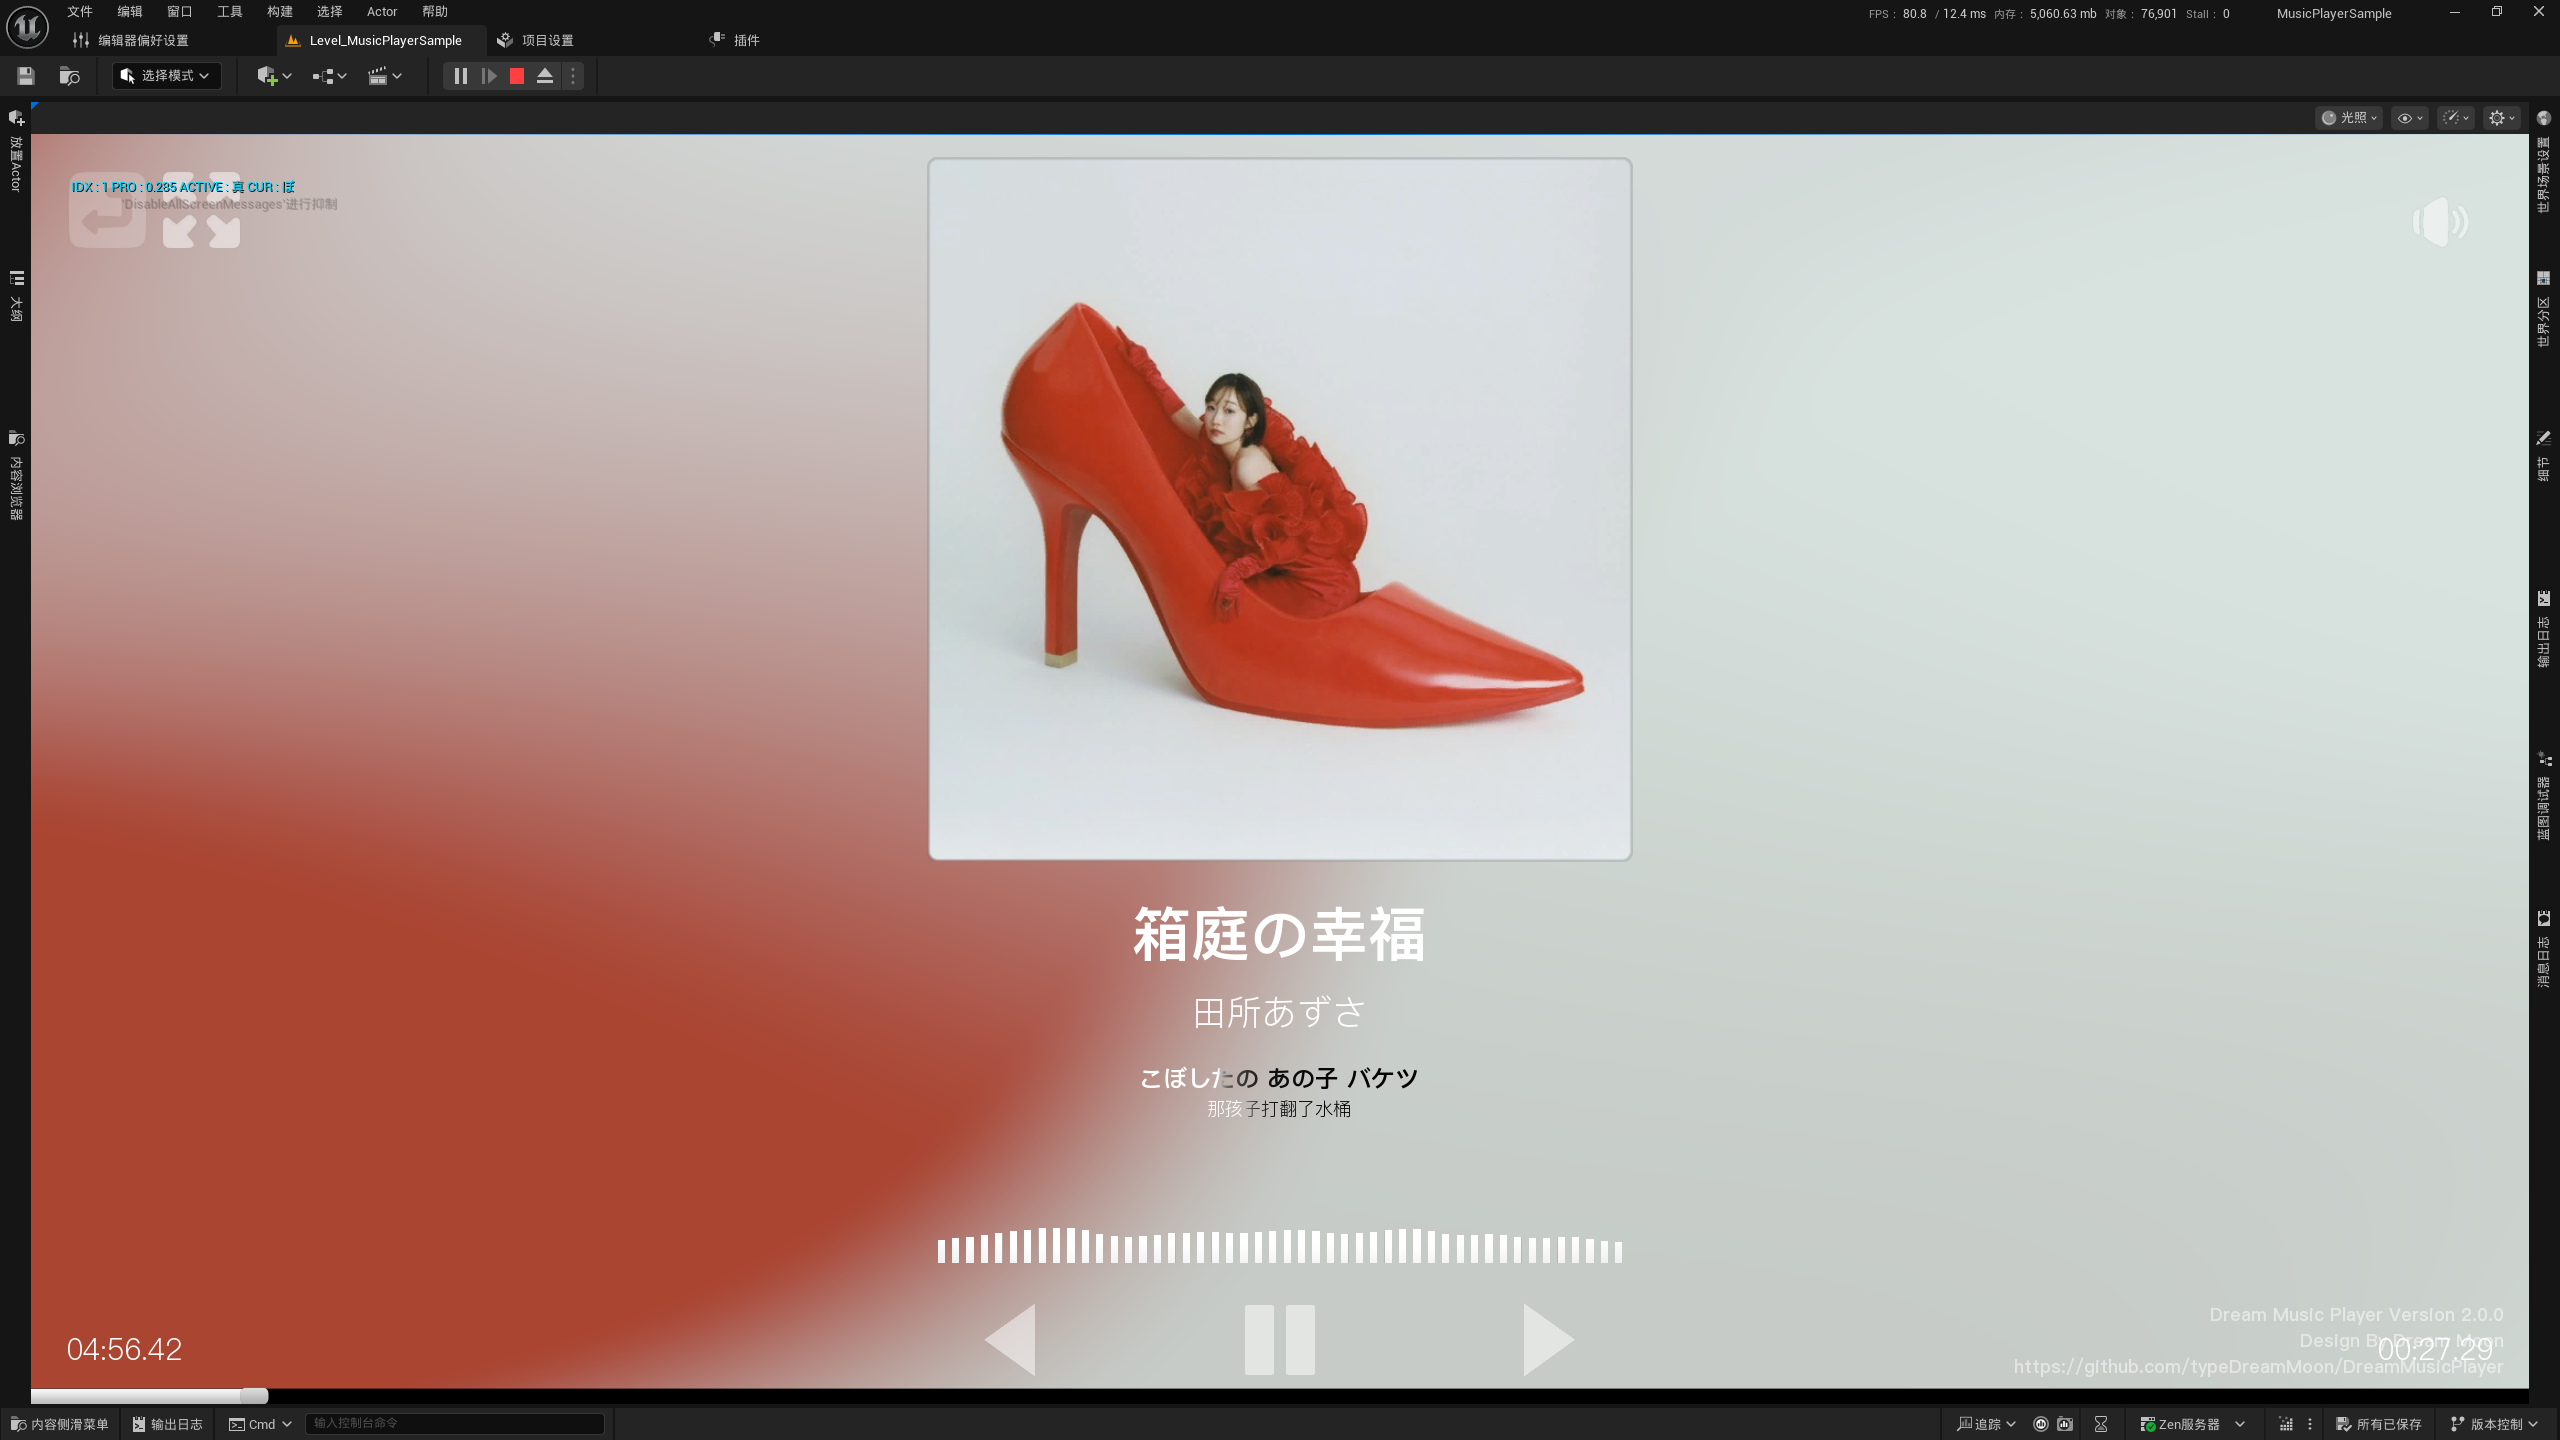 文件 编辑 窗口 工具 构建 选择 Actor 帮助
FPS： 80.8 / 12.4 ms 内存： 5,060.63 mb 对象： 76,901 Stall： 0 MusicPlayerSample
编辑器偏好设置 Level_MusicPlayerSample 项目设置 插件
选择模式
光照
放置Actor
大纲
内容浏览器
世界场景设置
世界分区
细节
输出日志
蓝图调试器
消息日志
IDX : 1 PRO : 0.285 ACTIVE : 真 CUR : ぼ
'DisableAllScreenMessages'进行抑制
箱庭の幸福
田所あずさ
こぼしたの あの子 バケツ
那孩子打翻了水桶
Dream Music Player Version 2.0.0
Design By Dream Moon
https://github.com/typeDreamMoon/DreamMusicPlayer
04:56.42
00:27.29
内容侧滑菜单 输出日志 Cmd 输入控制台命令
追踪 Zen服务器 所有已保存 版本控制